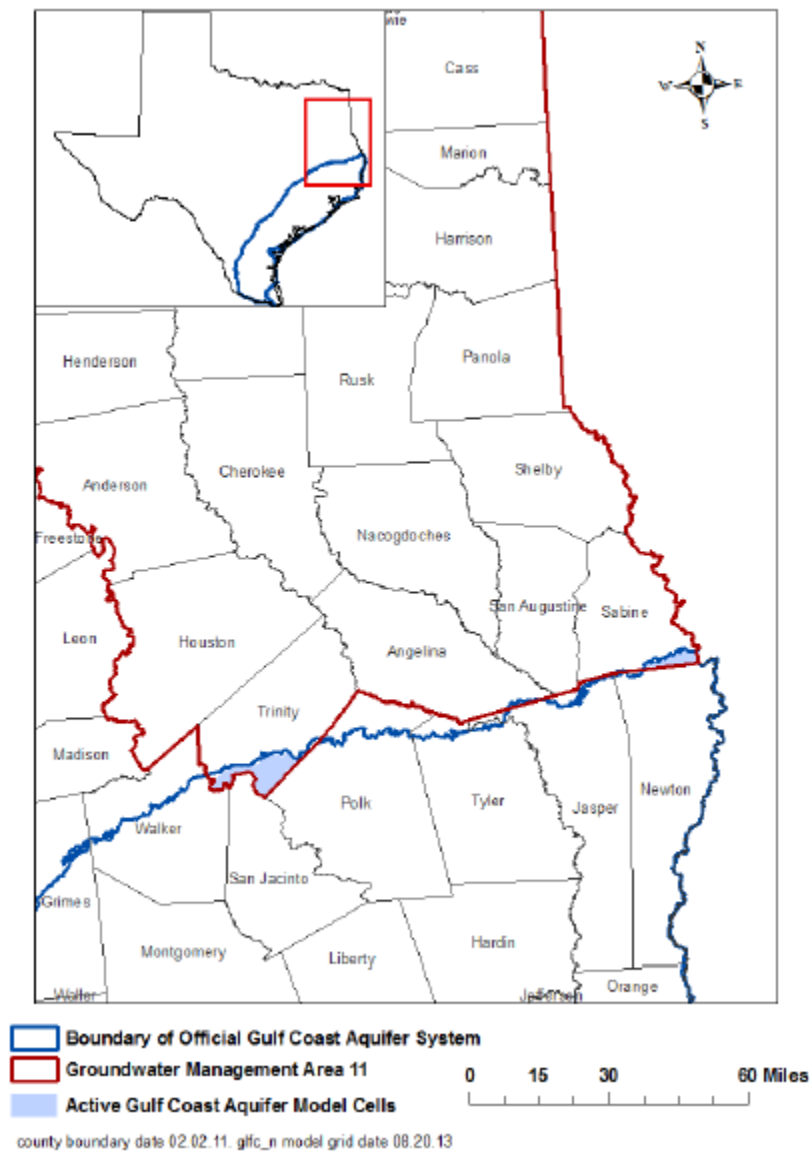 N
W E
S
Cass
Marion
Harrison
Henderson
Rusk
Panola
Anderson
Cherokee
Shelby
Freestone
Nacogdoches
San Augustine
Sabine
Leon
Houston
Angelina
Trinity
Madison
Walker
Polk
Tyler
Jasper
Newton
Grimes
San Jacinto
Montgomery
Liberty
Hardin
Waller
Jefferson
Orange
Boundary of Official Gulf Coast Aquifer System
Groundwater Management Area 11
Active Gulf Coast Aquifer Model Cells
0 15 30 60 Miles
county boundary date 02.02.11. glfc_n model grid date 08.20.13